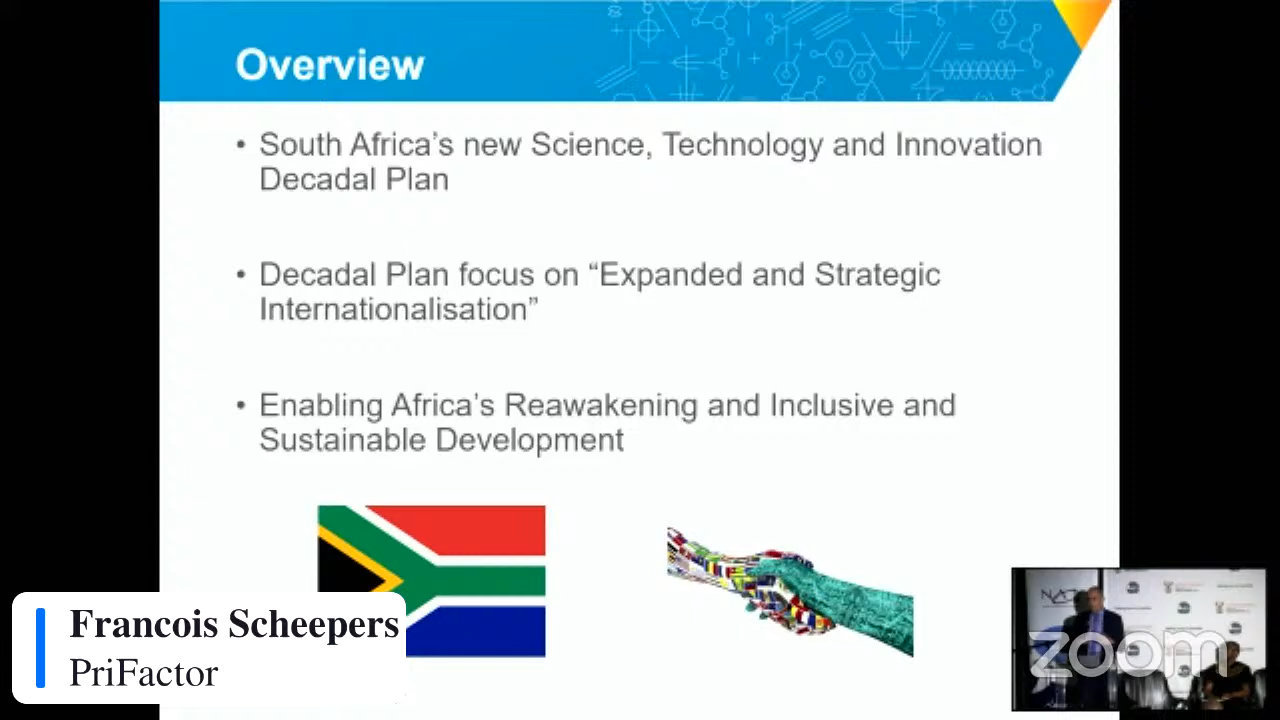 Overview
• South Africa’s new Science, Technology and Innovation
Decadal Plan
• Decadal Plan focus on “Expanded and Strategic
Internationalisation”
• Enabling Africa’s Reawakening and Inclusive and
Sustainable Development
Francois Scheepers
PriFactor
zoom